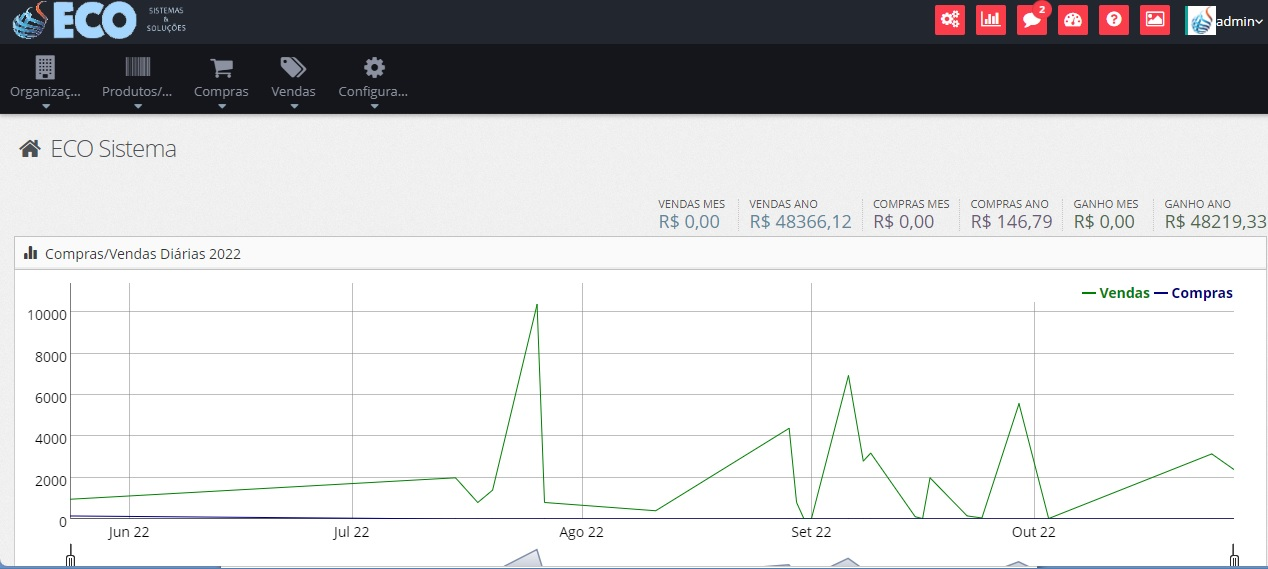 ECO
SISTEMAS
&
SOLUÇÕES
2
?
admin
Organizaç...
Produtos/...
Compras
Vendas
Configura...
ECO Sistema
VENDAS MES
R$ 0,00
VENDAS ANO
R$ 48366,12
COMPRAS MES
R$ 0,00
COMPRAS ANO
R$ 146,79
GANHO MES
R$ 0,00
GANHO ANO
R$ 48219,33
Compras/Vendas Diárias 2022
Vendas
Compras
10000
8000
6000
4000
2000
0
Jun 22
Jul 22
Ago 22
Set 22
Out 22